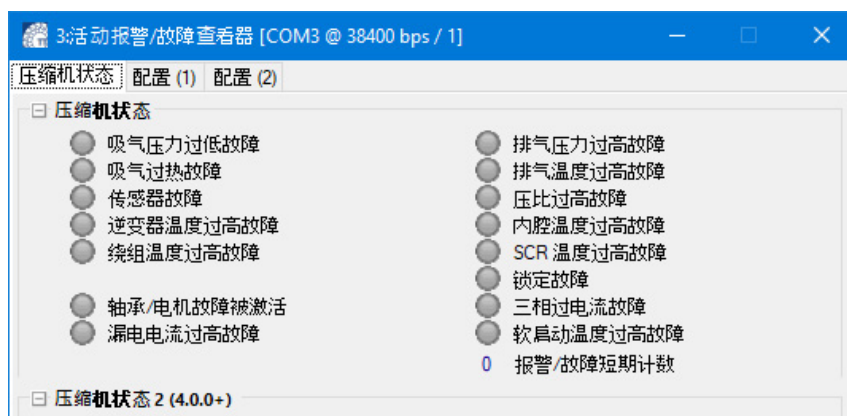 3:活动报警/故障查看器 [COM3 @ 38400 bps / 1]
压缩机状态 配置 (1) 配置 (2)
压缩机状态
吸气压力过低故障 排气压力过高故障
吸气过热故障 排气温度过高故障
传感器故障 压比过高故障
逆变器温度过高故障 内腔温度过高故障
绕组温度过高故障 SCR 温度过高故障
锁定故障
轴承/电机故障被激活 三相过电流故障
漏电电流过高故障 软启动温度过高故障
0 报警/故障短期计数
压缩机状态 2 (4.0.0+)